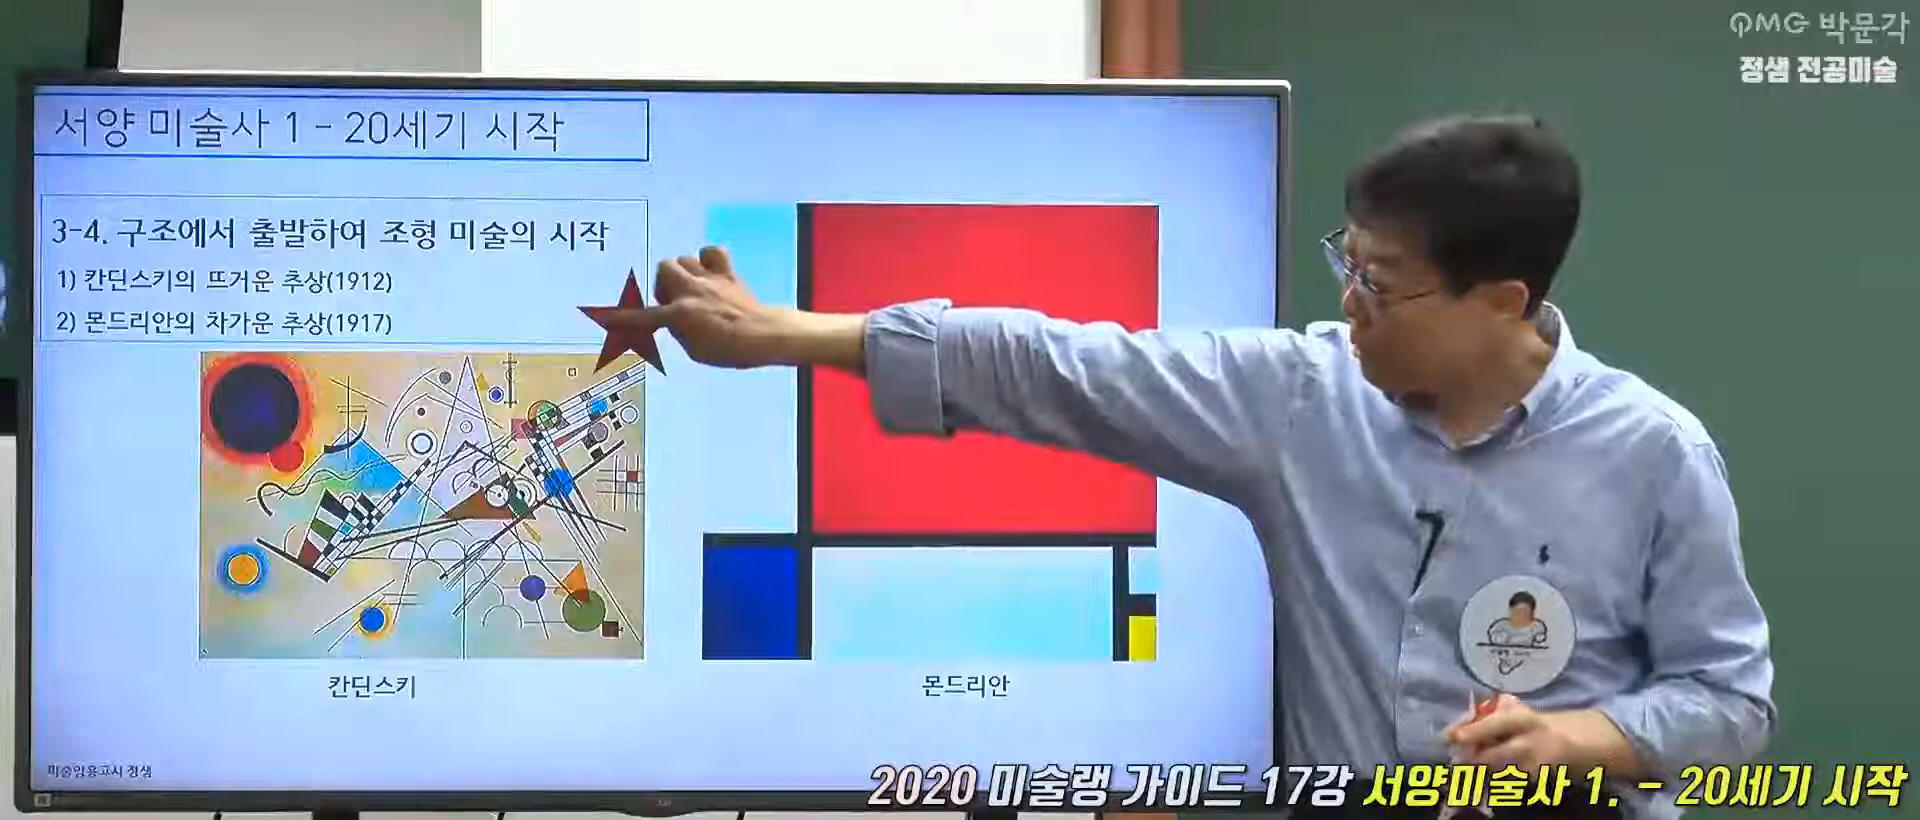 PMG 박문각
정샘 전공미술
서양 미술사 1 - 20세기 시작
3-4. 구조에서 출발하여 조형 미술의 시작
1) 칸딘스키의 뜨거운 추상(1912)
2) 몬드리안의 차가운 추상(1917)
칸딘스키
몬드리안
미술임용고시 정샘
2020 미술랭 가이드 17강 서양미술사 1. - 20세기 시작